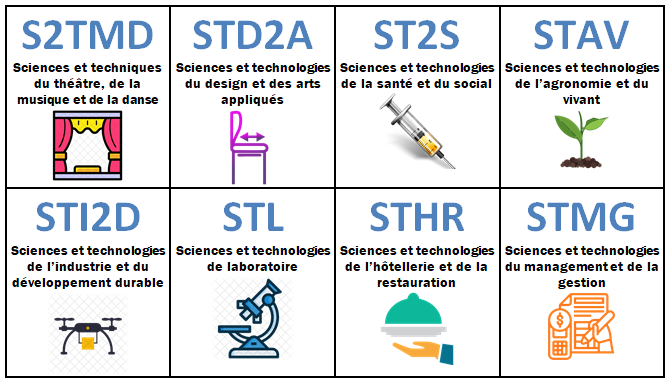 S2TMD
Sciences et techniques
du théâtre, de la
musique et de la danse
STD2A
Sciences et technologies
du design et des arts
appliqués
ST2S
Sciences et technologies
de la santé et du social
STAV
Sciences et technologies
de l’agronomie et du
vivant
STI2D
Sciences et technologies
de l’industrie et du
développement durable
STL
Sciences et technologies
de laboratoire
STHR
Sciences et technologies
de l’hôtellerie et de la
restauration
STMG
Sciences et technologies
du management et de la
gestion